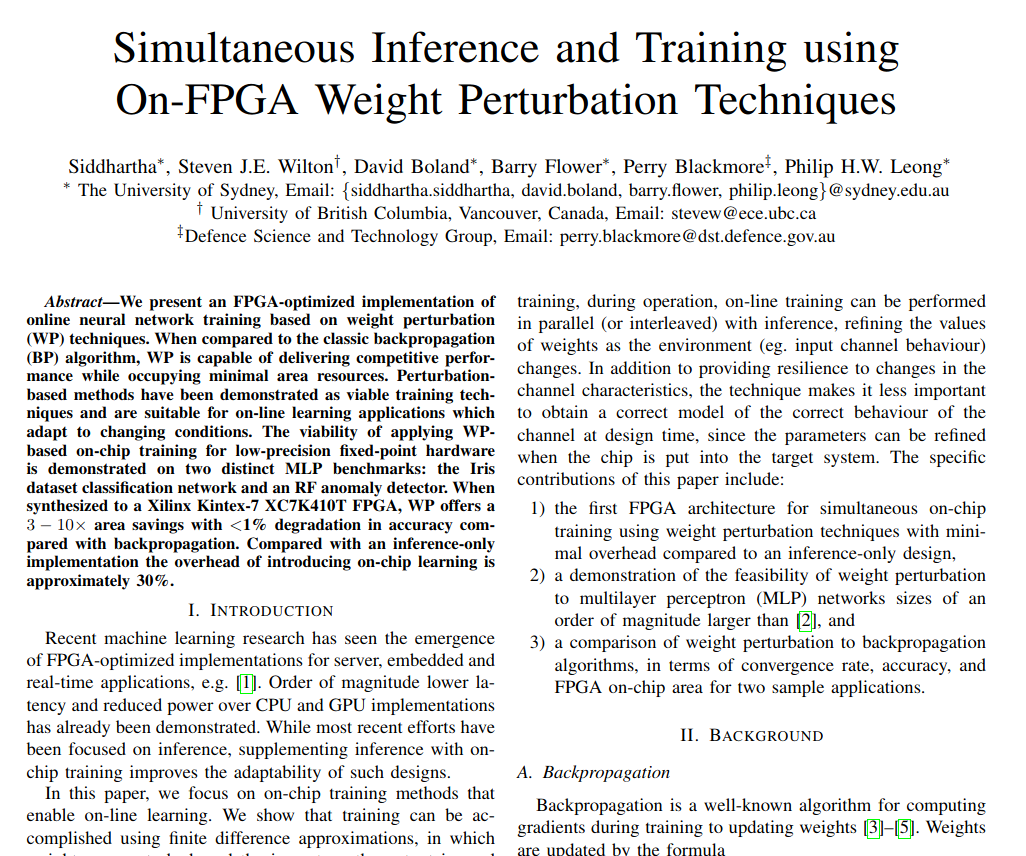 Simultaneous Inference and Training using
On-FPGA Weight Perturbation Techniques
Siddhartha*, Steven J.E. Wilton†, David Boland*, Barry Flower*, Perry Blackmore‡, Philip H.W. Leong*
* The University of Sydney, Email: {siddhartha.siddhartha, david.boland, barry.flower, philip.leong}@sydney.edu.au
† University of British Columbia, Vancouver, Canada, Email: stevew@ece.ubc.ca
‡Defence Science and Technology Group, Email: perry.blackmore@dst.defence.gov.au
Abstract—We present an FPGA-optimized implementation of
online neural network training based on weight perturbation
(WP) techniques. When compared to the classic backpropagation
(BP) algorithm, WP is capable of delivering competitive perfor-
mance while occupying minimal area resources. Perturbation-
based methods have been demonstrated as viable training tech-
niques and are suitable for on-line learning applications which
adapt to changing conditions. The viability of applying WP-
based on-chip training for low-precision fixed-point hardware
is demonstrated on two distinct MLP benchmarks: the Iris
dataset classification network and an RF anomaly detector. When
synthesized to a Xilinx Kintex-7 XC7K410T FPGA, WP offers a
3 − 10× area savings with <1% degradation in accuracy com-
pared with backpropagation. Compared with an inference-only
implementation the overhead of introducing on-chip learning is
approximately 30%.
I. INTRODUCTION
Recent machine learning research has seen the emergence
of FPGA-optimized implementations for server, embedded and
real-time applications, e.g. [1]. Order of magnitude lower la-
tency and reduced power over CPU and GPU implementations
has already been demonstrated. While most recent efforts have
been focused on inference, supplementing inference with on-
chip training improves the adaptability of such designs.
In this paper, we focus on on-chip training methods that
enable on-line learning. We show that training can be ac-
complished using finite difference approximations, in which
training, during operation, on-line training can be performed
in parallel (or interleaved) with inference, refining the values
of weights as the environment (eg. input channel behaviour)
changes. In addition to providing resilience to changes in the
channel characteristics, the technique makes it less important
to obtain a correct model of the correct behaviour of the
channel at design time, since the parameters can be refined
when the chip is put into the target system. The specific
contributions of this paper include:
1) the first FPGA architecture for simultaneous on-chip
training using weight perturbation techniques with mini-
mal overhead compared to an inference-only design,
2) a demonstration of the feasibility of weight perturbation
to multilayer perceptron (MLP) networks sizes of an
order of magnitude larger than [2], and
3) a comparison of weight perturbation to backpropagation
algorithms, in terms of convergence rate, accuracy, and
FPGA on-chip area for two sample applications.
II. BACKGROUND
A. Backpropagation
Backpropagation is a well-known algorithm for computing
gradients during training to updating weights [3]–[5]. Weights
are updated by the formula